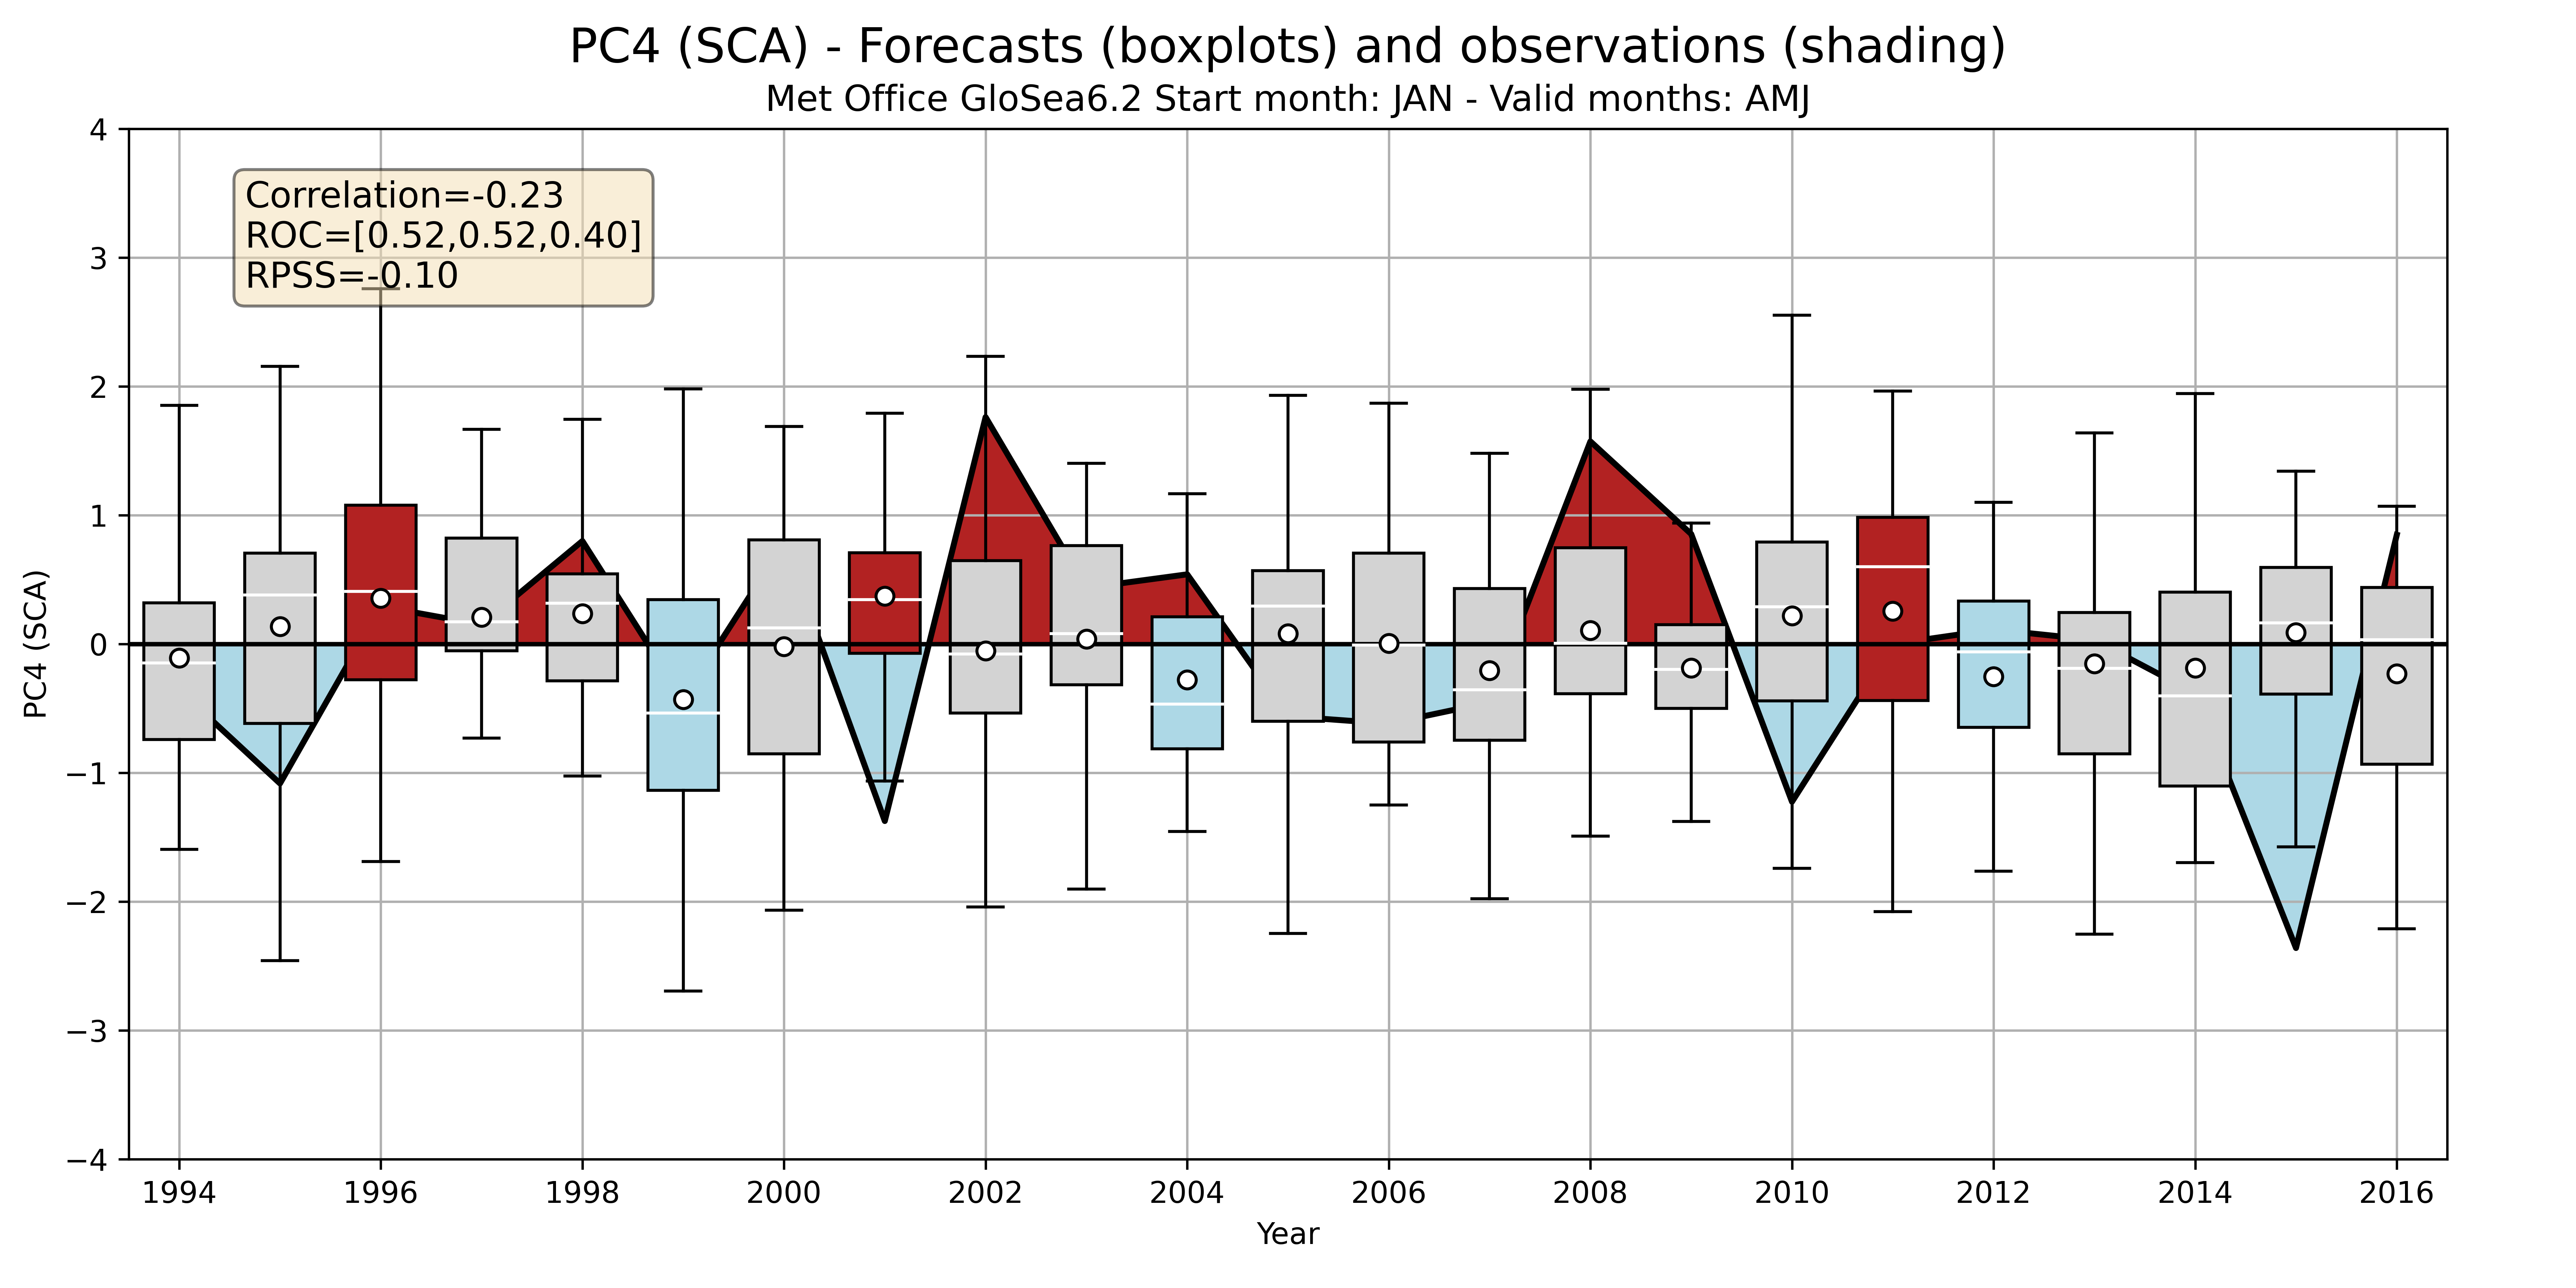 PC4 (SCA) - Forecasts (boxplots) and observations (shading)
Met Office GloSea6.2 Start month: JAN - Valid months: AMJ
Correlation=-0.23
ROC=[0.52,0.52,0.40]
RPSS=-0.10
4
3
2
1
0
−1
−2
−3
−4
PC4 (SCA)
1994 1996 1998 2000 2002 2004 2006 2008 2010 2012 2014 2016
Year